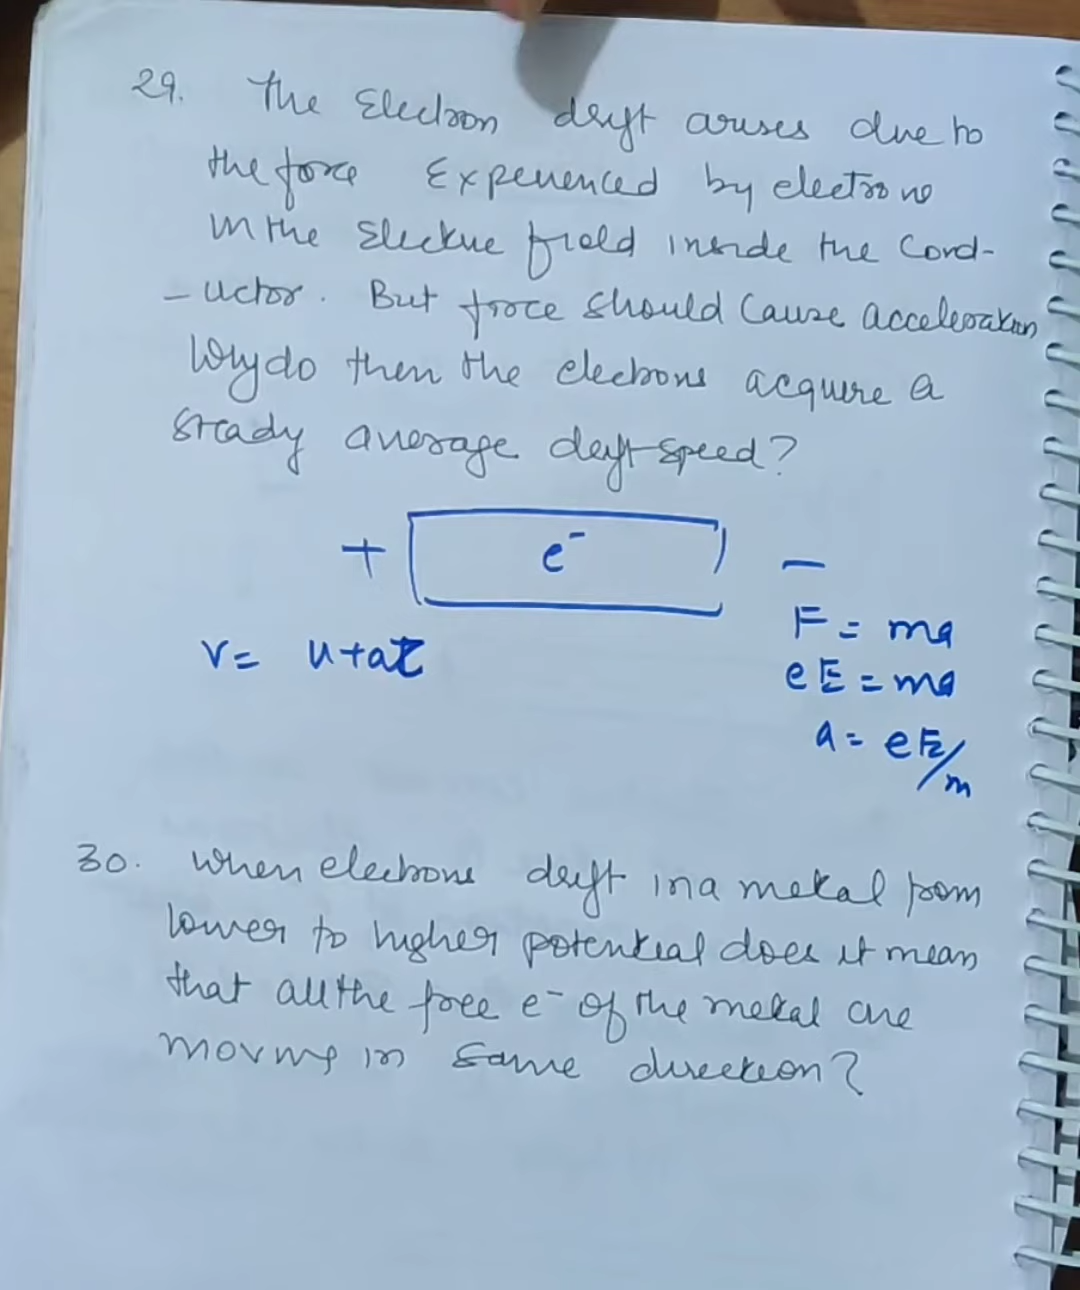 29. The Electron drift arises due to
the force Experienced by electrons
in the Electric field inside the Cond-
- uctor. But force should Cause acceleration
Why do then the electrons acquire a
steady average drift speed?
+ e⁻ −
F = ma
v = u+aτ
eE = ma
a = eE/m
30. When electrons drift in a metal from
lower to higher potential does it mean
that all the free e⁻ of the metal are
moving in same direction?